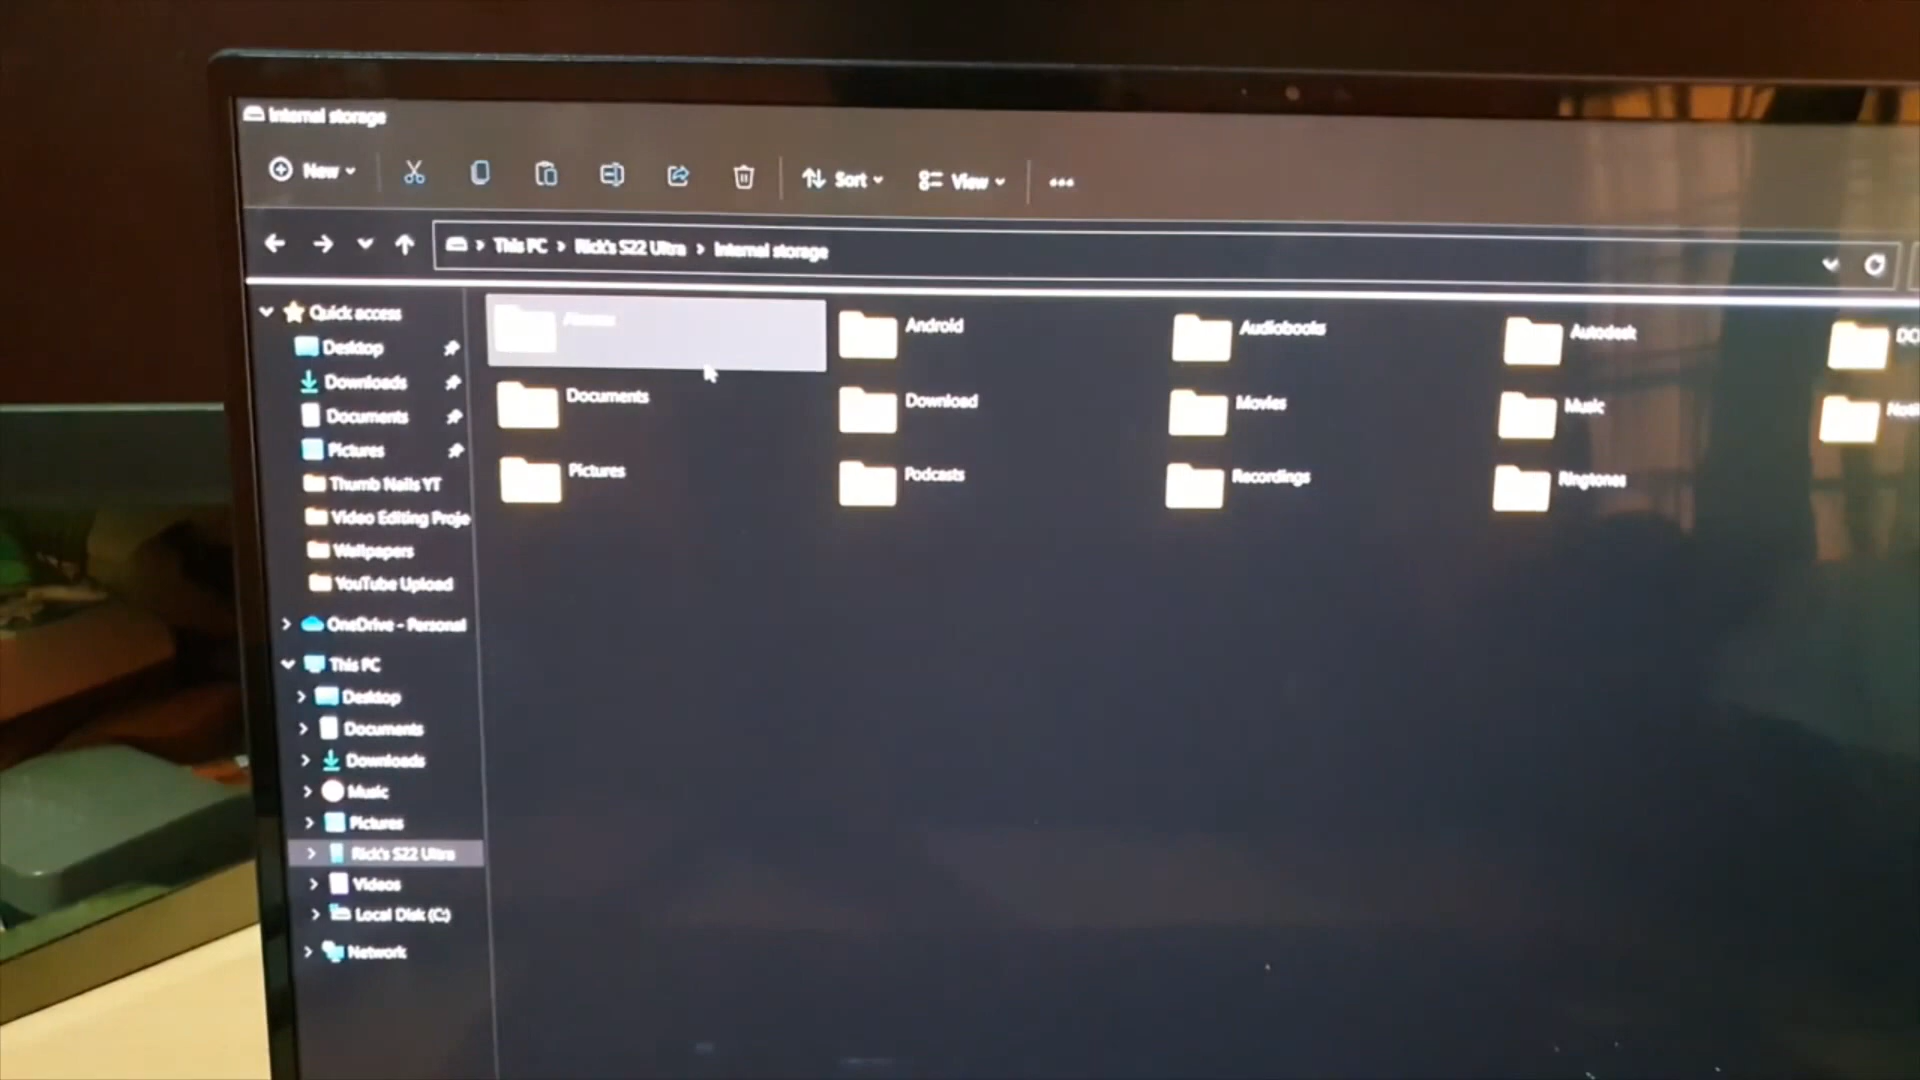 Internal storage
New
Sort
View
This PC > Rick's S22 Ultra > Internal storage
Quick access
Desktop
Downloads
Documents
Pictures
Thumb Nails YT
Video Editing Proje
Wallpapers
YouTube Upload
OneDrive - Personal
This PC
Desktop
Documents
Downloads
Music
Pictures
Rick's S22 Ultra
Videos
Local Disk (C:)
Network
Android
Audiobooks
Autodesk
DC
Documents
Download
Movies
Music
Noti
Pictures
Podcasts
Recordings
Ringtones